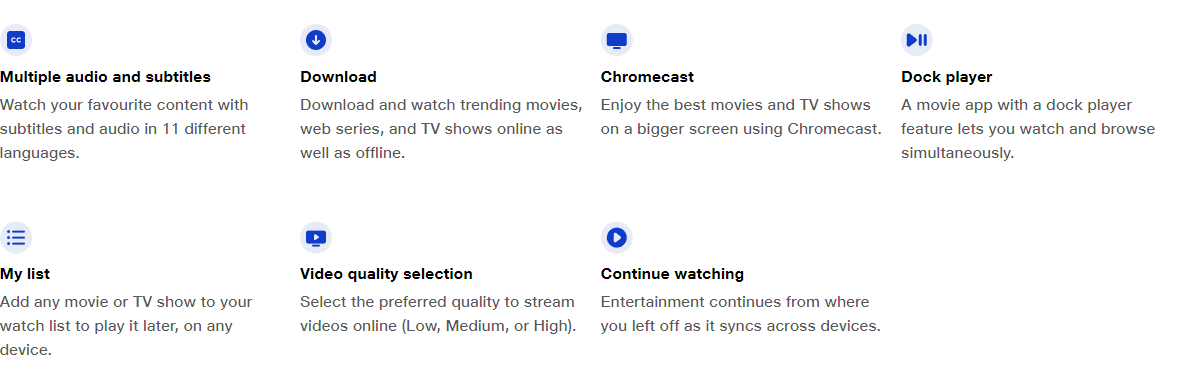 CC
Multiple audio and subtitles
Watch your favourite content with
subtitles and audio in 11 different
languages.
Download
Download and watch trending movies,
web series, and TV shows online as
well as offline.
Chromecast
Enjoy the best movies and TV shows
on a bigger screen using Chromecast.
Dock player
A movie app with a dock player
feature lets you watch and browse
simultaneously.
My list
Add any movie or TV show to your
watch list to play it later, on any
device.
Video quality selection
Select the preferred quality to stream
videos online (Low, Medium, or High).
Continue watching
Entertainment continues from where
you left off as it syncs across devices.